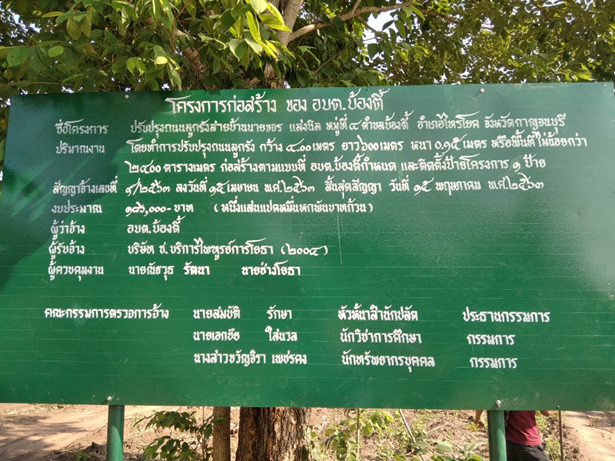 โครงการก่อสร้าง ของ อบต.บ้องตี้
ชื่อโครงการ ปรับปรุงถนนลูกรังสายบ้านนายขจร แสงนิล หมู่ที่ ๔ ตำบลบ้องตี้ อำเภอไทรโยค จังหวัดกาญจนบุรี
ปริมาณงาน โดยทำการปรับปรุงถนนลูกรัง กว้าง ๔.๐๐ เมตร ยาว ๖๐๐ เมตร หนา ๐.๑๕ เมตร หรือพื้นที่ไม่น้อยกว่า
๒๔๐๐ ตารางเมตร ก่อสร้างตามแบบที่ อบต.บ้องตี้กำหนด และติดตั้งป้ายโครงการ ๑ ป้าย
สัญญาจ้างเลขที่ ๙/๒๕๖๓ ลงวันที่ ๑๕ เมษายน พ.ศ.๒๕๖๓ สิ้นสุดสัญญา วันที่ ๑๕ พฤษภาคม พ.ศ.๒๕๖๓
งบประมาณ ๑๘๖,๐๐๐-บาท (หนึ่งแสนแปดหมื่นหกพันบาทถ้วน)
ผู้ว่าจ้าง อบต.บ้องตี้
ผู้รับจ้าง บริษัท ช.บริการไพฑูรย์การโยธา (๒๐๐๔)
ผู้ควบคุมงาน รัตนา นายช่างโยธา
คณะกรรมการตรวจการจ้าง นายสมบัติ รักษา หัวหน้าสำนักปลัด ประธานกรรมการ
นายเอกชัย ใส่นวล นักวิชาการศึกษา กรรมการ
นางสาวขวัญจิรา เพชรคง นักทรัพยากรบุคคล กรรมการ